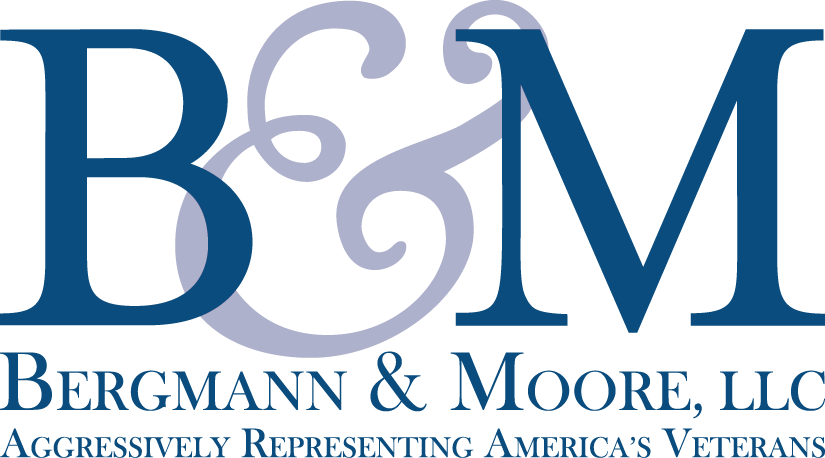 B&M
BERGMANN & MOORE, LLC
AGGRESSIVELY REPRESENTING AMERICA'S VETERANS